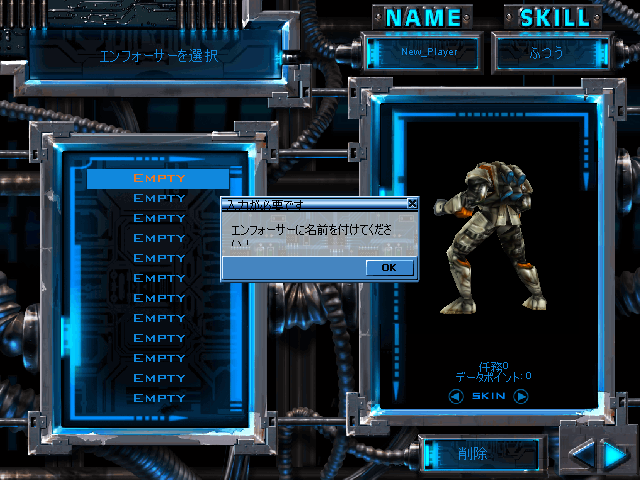 NAME
SKILL
エンフォーサーを選択
New_Player
ふつう
EMPTY
EMPTY
EMPTY
EMPTY
EMPTY
EMPTY
EMPTY
EMPTY
EMPTY
EMPTY
EMPTY
EMPTY
入力が必要です
エンフォーサーに名前を付けてくださ
い!
OK
任務0
データポイント:0
SKIN
削除